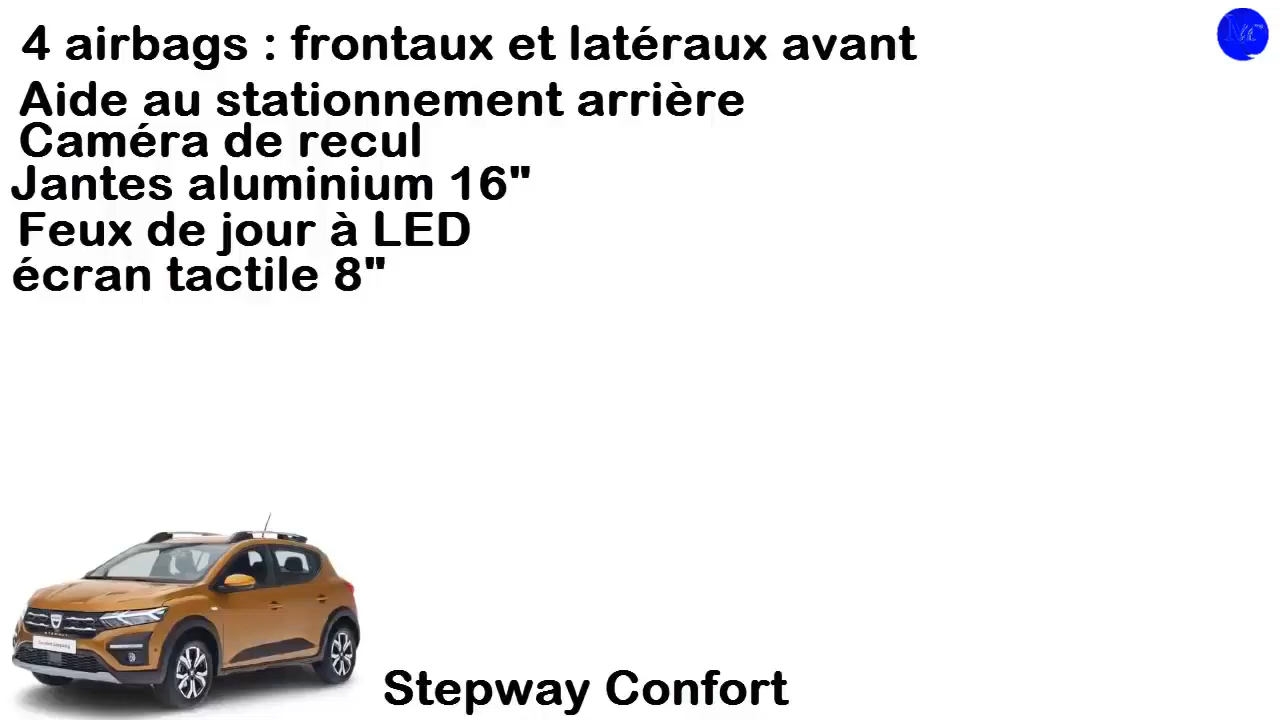 4 airbags : frontaux et latéraux avant
Aide au stationnement arrière
Caméra de recul
Jantes aluminium 16"
Feux de jour à LED
écran tactile 8"
Stepway Confort